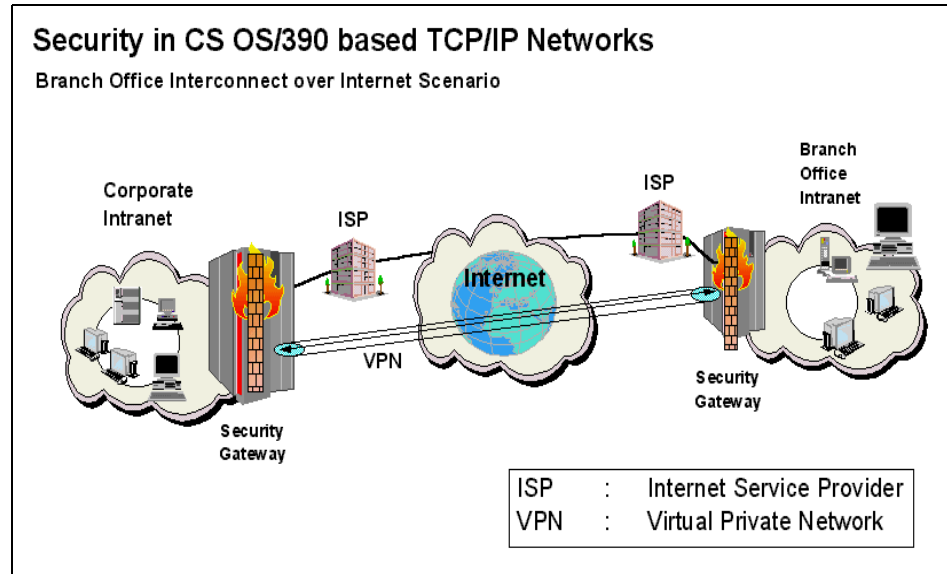 Security in CS OS/390 based TCP/IP Networks
Branch Office Interconnect over Internet Scenario
Corporate
Intranet
ISP
ISP
Branch
Office
Intranet
Internet
VPN
Security
Gateway
Security
Gateway
ISP : Internet Service Provider
VPN : Virtual Private Network